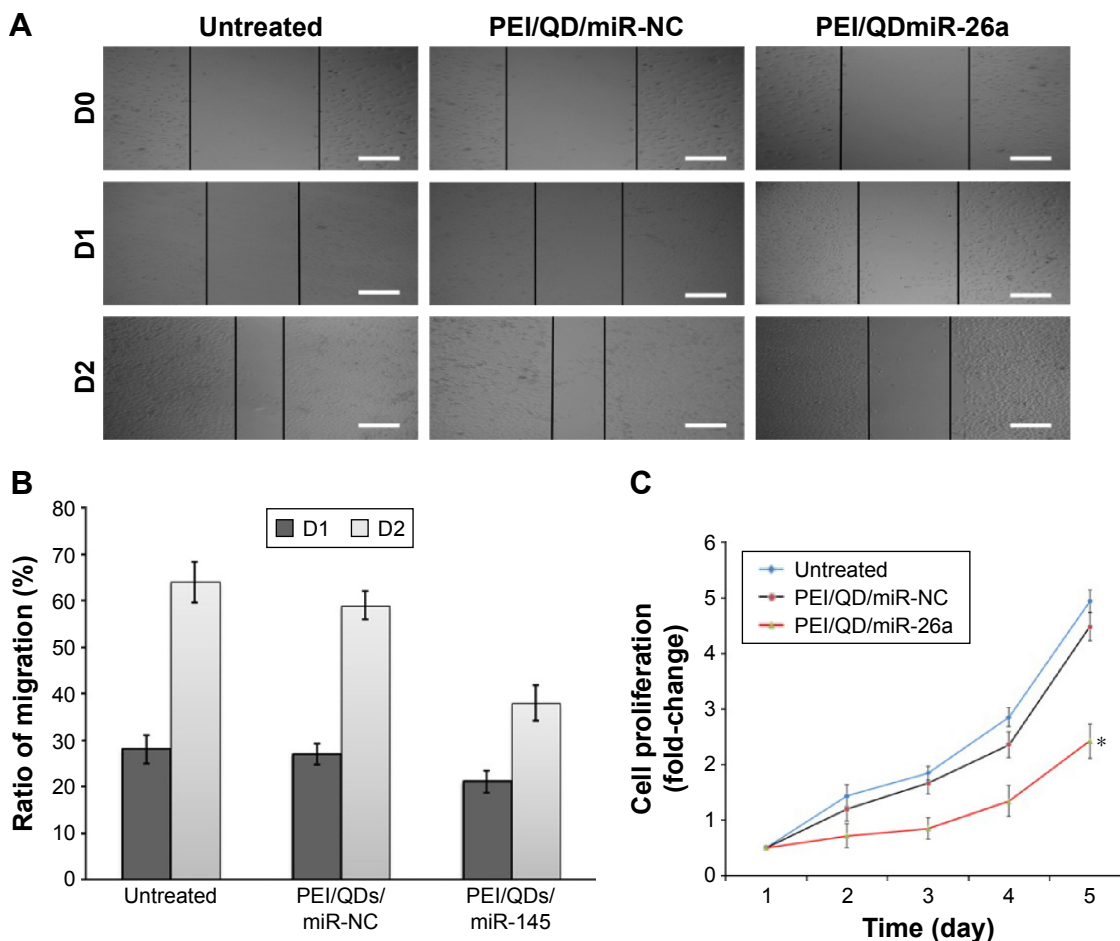 A
Untreated
PEI/QD/miR-NC
PEI/QDmiR-26a
D0
D1
D2
B
Ratio of migration (%)
80
70
60
50
40
30
20
10
0
D1
D2
Untreated
PEI/QDs/
miR-NC
PEI/QDs/
miR-145
C
Cell proliferation
(fold-change)
6
5
4
3
2
1
0
Untreated
PEI/QD/miR-NC
PEI/QD/miR-26a
*
1
2
3
4
5
Time (day)